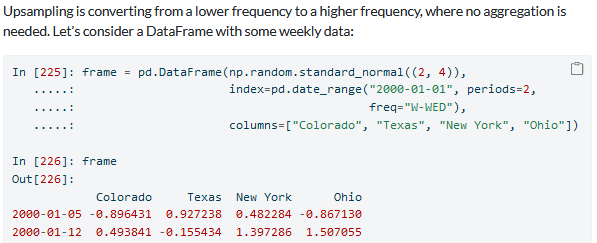 Upsampling is converting from a lower frequency to a higher frequency, where no aggregation is
needed. Let’s consider a DataFrame with some weekly data:
In [225]: frame = pd.DataFrame(np.random.standard_normal((2, 4)),
.....:                      index=pd.date_range("2000-01-01", periods=2,
.....:                                          freq="W-WED"),
.....:                      columns=["Colorado", "Texas", "New York", "Ohio"])
In [226]: frame
Out[226]:
            Colorado     Texas  New York      Ohio
2000-01-05 -0.896431  0.927238  0.482284 -0.867130
2000-01-12  0.493841 -0.155434  1.397286  1.507055